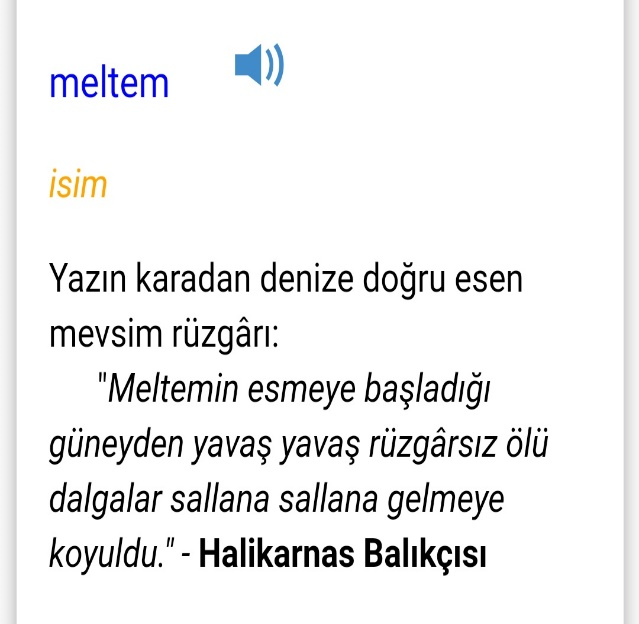 meltem
isim
Yazın karadan denize doğru esen
mevsim rüzgârı:
"Meltemin esmeye başladığı
güneyden yavaş yavaş rüzgârsız ölü
dalgalar sallana sallana gelmeye
koyuldu." - Halikarnas Balıkçısı